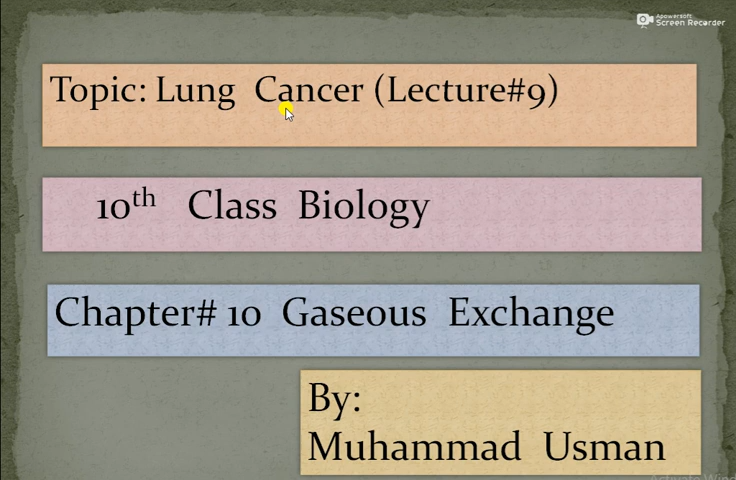 Apowersoft
Screen Recorder
Topic: Lung Cancer (Lecture#9)
10th Class Biology
Chapter# 10 Gaseous Exchange
By:
Muhammad Usman